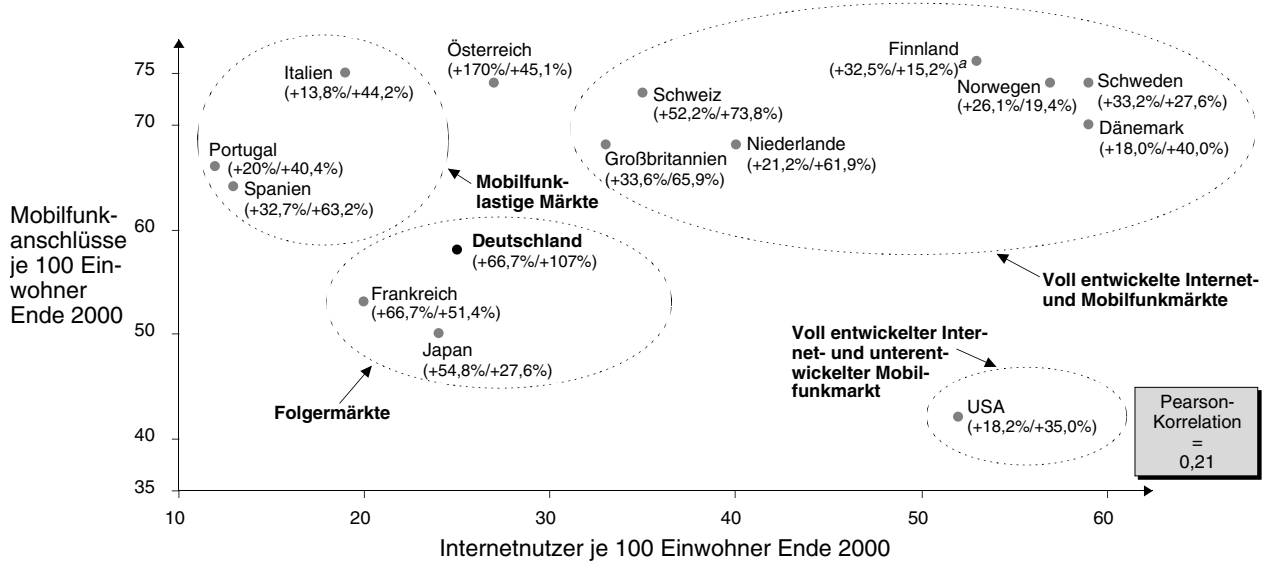 Mobilfunk-
anschlüsse
je 100 Ein-
wohner
Ende 2000
75
70
60
50
40
35
Italien
(+13,8%/+44,2%)
Österreich
(+170%/+45,1%)
Portugal
(+20%/+40,4%)
Spanien
(+32,7%/+63,2%)
Mobilfunk-
lastige Märkte
Schweiz
(+52,2%/+73,8%)
Großbritannien
(+33,6%/65,9%)
Niederlande
(+21,2%/+61,9%)
Finnland
(+32,5%/+15,2%)a
Norwegen
(+26,1%/19,4%)
Schweden
(+33,2%/+27,6%)
Dänemark
(+18,0%/+40,0%)
Voll entwickelte Internet-
und Mobilfunkmärkte
Deutschland
(+66,7%/+107%)
Frankreich
(+66,7%/+51,4%)
Japan
(+54,8%/+27,6%)
Folgermärkte
Voll entwickelter Inter-
net- und unterent-
wickelter Mobil-
funkmarkt
USA
(+18,2%/+35,0%)
Pearson-
Korrelation
=
0,21
10 20 30 40 50 60
Internetnutzer je 100 Einwohner Ende 2000